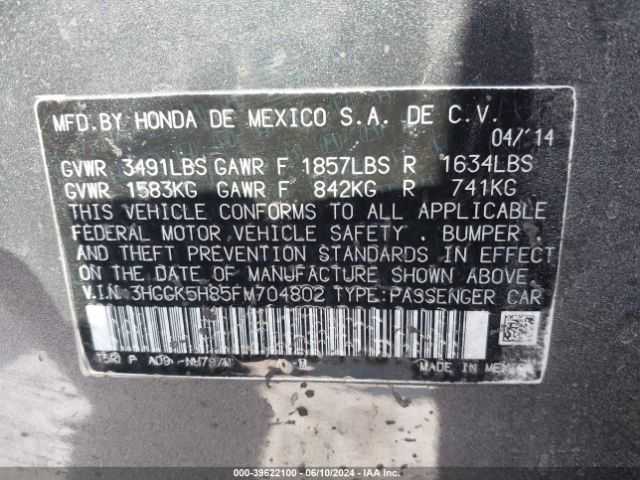 MFD.BY HONDA DE MEXICO S.A. DE C.V.
04/'14
GVWR 3491LBS GAWR F 1857LBS R 1634LBS
GVWR 1583KG GAWR F 842KG R 741KG
THIS VEHICLE CONFORMS TO ALL APPLICABLE
FEDERAL MOTOR VEHICLE SAFETY , BUMPER ,
AND THEFT PREVENTION STANDARDS IN EFFECT
ON THE DATE OF MANUFACTURE SHOWN ABOVE.
V.I.N. 3HGGK5H85FM704802 TYPE:PASSENGER CAR
MADE IN MEXICO
000-39622100 - 06/10/2024 - IAA Inc.